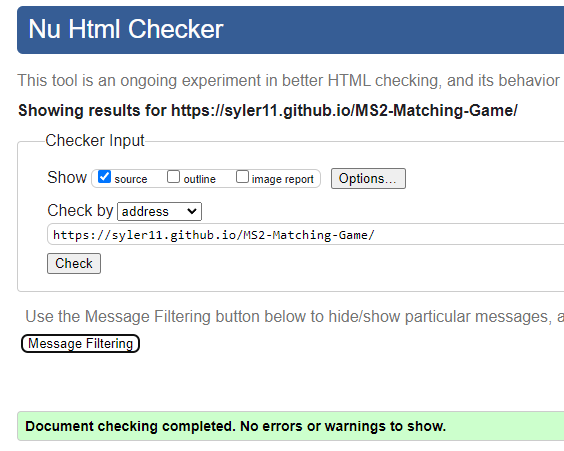 Nu Html Checker
This tool is an ongoing experiment in better HTML checking, and its behavior
Showing results for https://syler11.github.io/MS2-Matching-Game/
Checker Input
Show source outline image report Options...
Check by address
https://syler11.github.io/MS2-Matching-Game/
Check
Use the Message Filtering button below to hide/show particular messages, a
Message Filtering
Document checking completed. No errors or warnings to show.